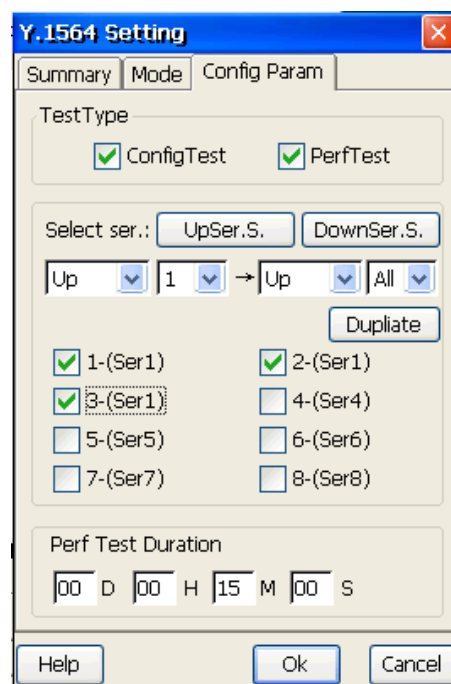 Y.1564 Setting
Summary Mode Config Param
TestType
ConfigTest PerfTest
Select ser.: UpSer.S. DownSer.S.
Up 1 → Up All
Dupliate
1-(Ser1) 2-(Ser1)
3-(Ser1) 4-(Ser4)
5-(Ser5) 6-(Ser6)
7-(Ser7) 8-(Ser8)
Perf Test Duration
00 D 00 H 15 M 00 S
Help Ok Cancel